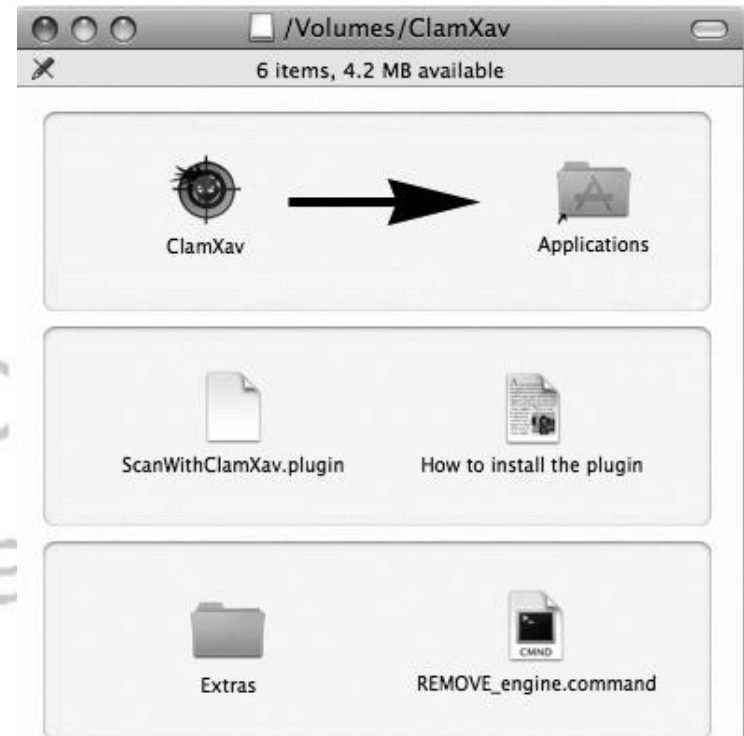 /Volumes/ClamXav
6 items, 4.2 MB available
ClamXav
Applications
ScanWithClamXav.plugin
How to install the plugin
CMND
Extras
REMOVE_engine.command